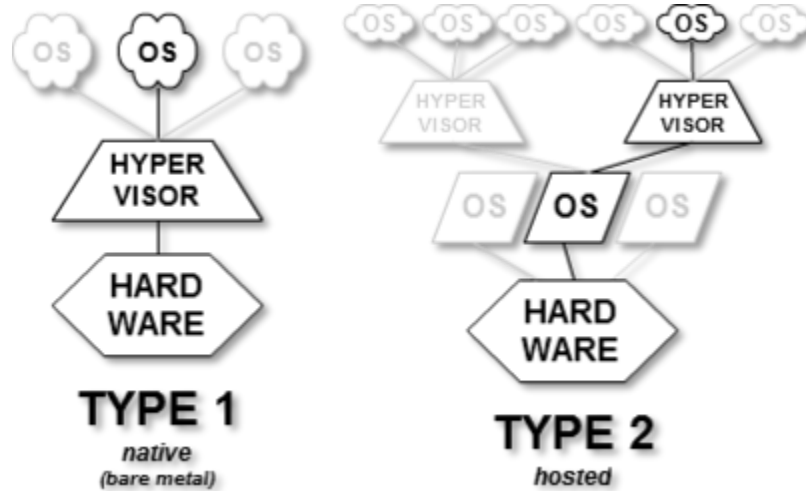 OS OS OS
HYPER
VISOR
HARD
WARE
TYPE 1
native
(bare metal)
OS OS OS OS OS OS
HYPER
VISOR
HYPER
VISOR
OS OS OS
HARD
WARE
TYPE 2
hosted